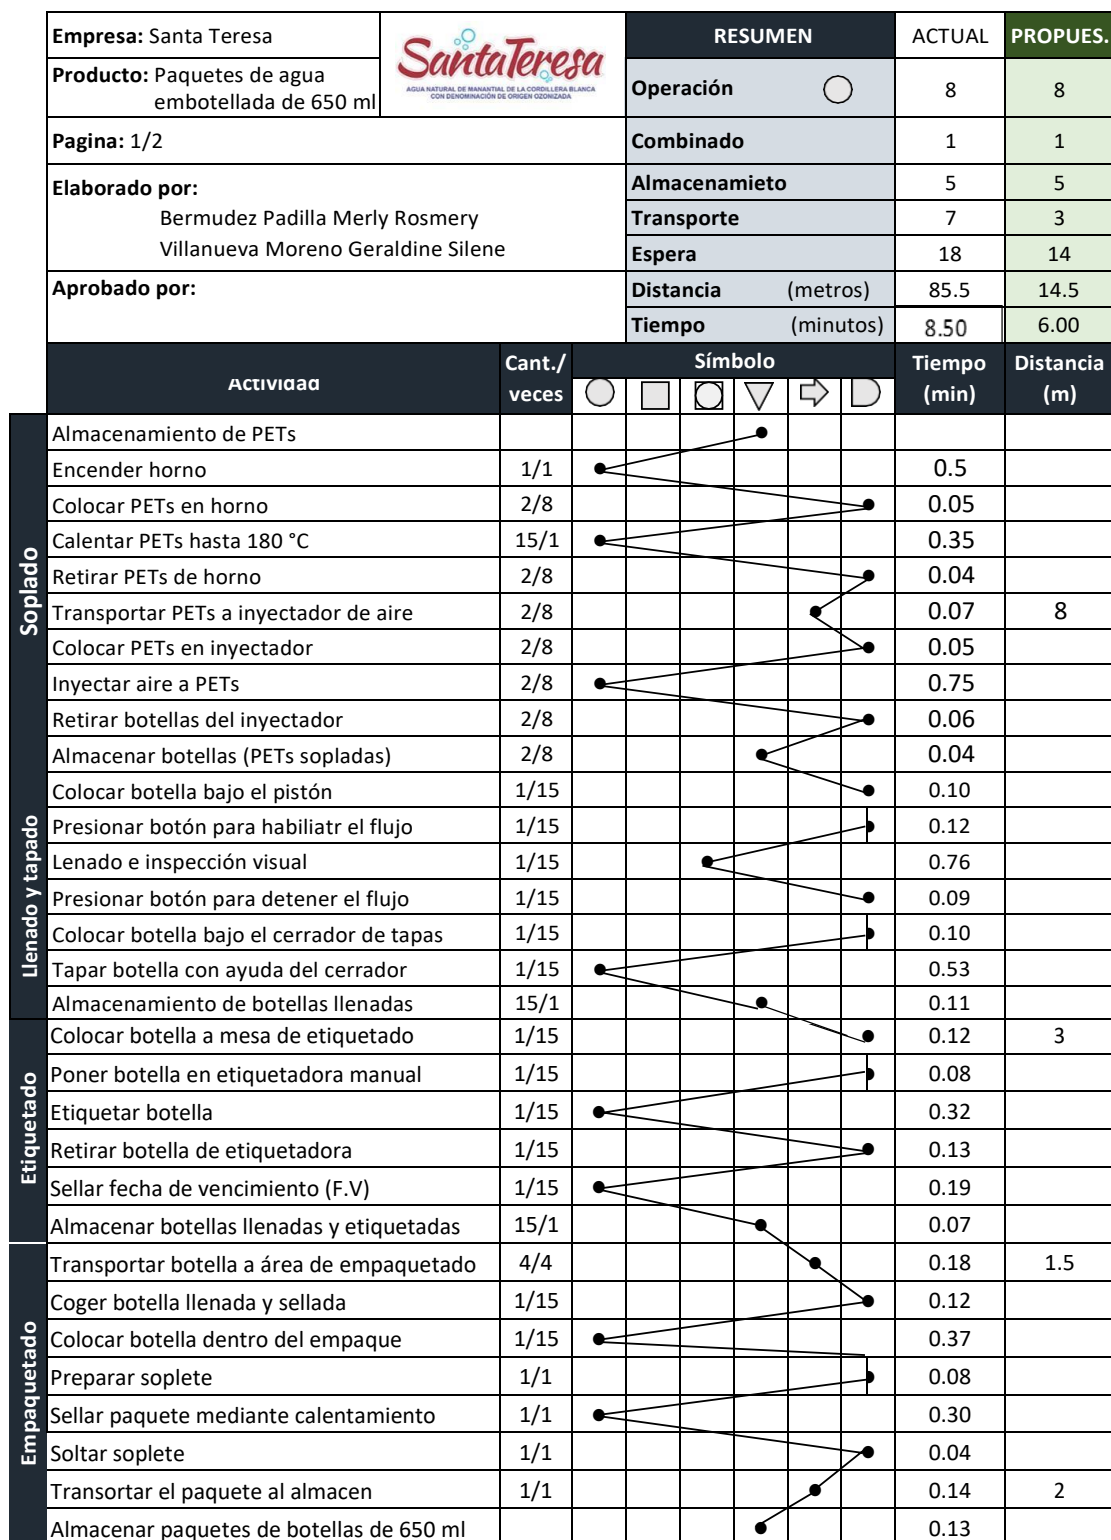 Empresa: Santa Teresa
Producto: Paquetes de agua
embotellada de 650 ml
Santa Teresa
AGUA NATURAL DE MANANTIAL DE LA CORDILLERA BLANCA
CON DENOMINACIÓN DE ORIGEN OZONIZADA
RESUMEN ACTUAL PROPUES.
Operación 8 8
Pagina: 1/2
Combinado 1 1
Elaborado por:
Bermudez Padilla Merly Rosmery
Villanueva Moreno Geraldine Silene
Almacenamieto 5 5
Transporte 7 3
Espera 18 14
Aprobado por:
Distancia (metros) 85.5 14.5
Tiempo (minutos) 8.50 6.00
Actividad Cant./ veces Símbolo Tiempo (min) Distancia (m)
Soplado
Almacenamiento de PETs
Encender horno 1/1 0.5
Colocar PETs en horno 2/8 0.05
Calentar PETs hasta 180 °C 15/1 0.35
Retirar PETs de horno 2/8 0.04
Transportar PETs a inyectador de aire 2/8 0.07 8
Colocar PETs en inyectador 2/8 0.05
Inyectar aire a PETs 2/8 0.75
Retirar botellas del inyectador 2/8 0.06
Almacenar botellas (PETs sopladas) 2/8 0.04
Llenado y tapado
Colocar botella bajo el pistón 1/15 0.10
Presionar botón para habiliatr el flujo 1/15 0.12
Lenado e inspección visual 1/15 0.76
Presionar botón para detener el flujo 1/15 0.09
Colocar botella bajo el cerrador de tapas 1/15 0.10
Tapar botella con ayuda del cerrador 1/15 0.53
Almacenamiento de botellas llenadas 15/1 0.11
Etiquetado
Colocar botella a mesa de etiquetado 1/15 0.12 3
Poner botella en etiquetadora manual 1/15 0.08
Etiquetar botella 1/15 0.32
Retirar botella de etiquetadora 1/15 0.13
Sellar fecha de vencimiento (F.V) 1/15 0.19
Almacenar botellas llenadas y etiquetadas 15/1 0.07
Empaquetado
Transportar botella a área de empaquetado 4/4 0.18 1.5
Coger botella llenada y sellada 1/15 0.12
Colocar botella dentro del empaque 1/15 0.37
Preparar soplete 1/1 0.08
Sellar paquete mediante calentamiento 1/1 0.30
Soltar soplete 1/1 0.04
Transortar el paquete al almacen 1/1 0.14 2
Almacenar paquetes de botellas de 650 ml 0.13